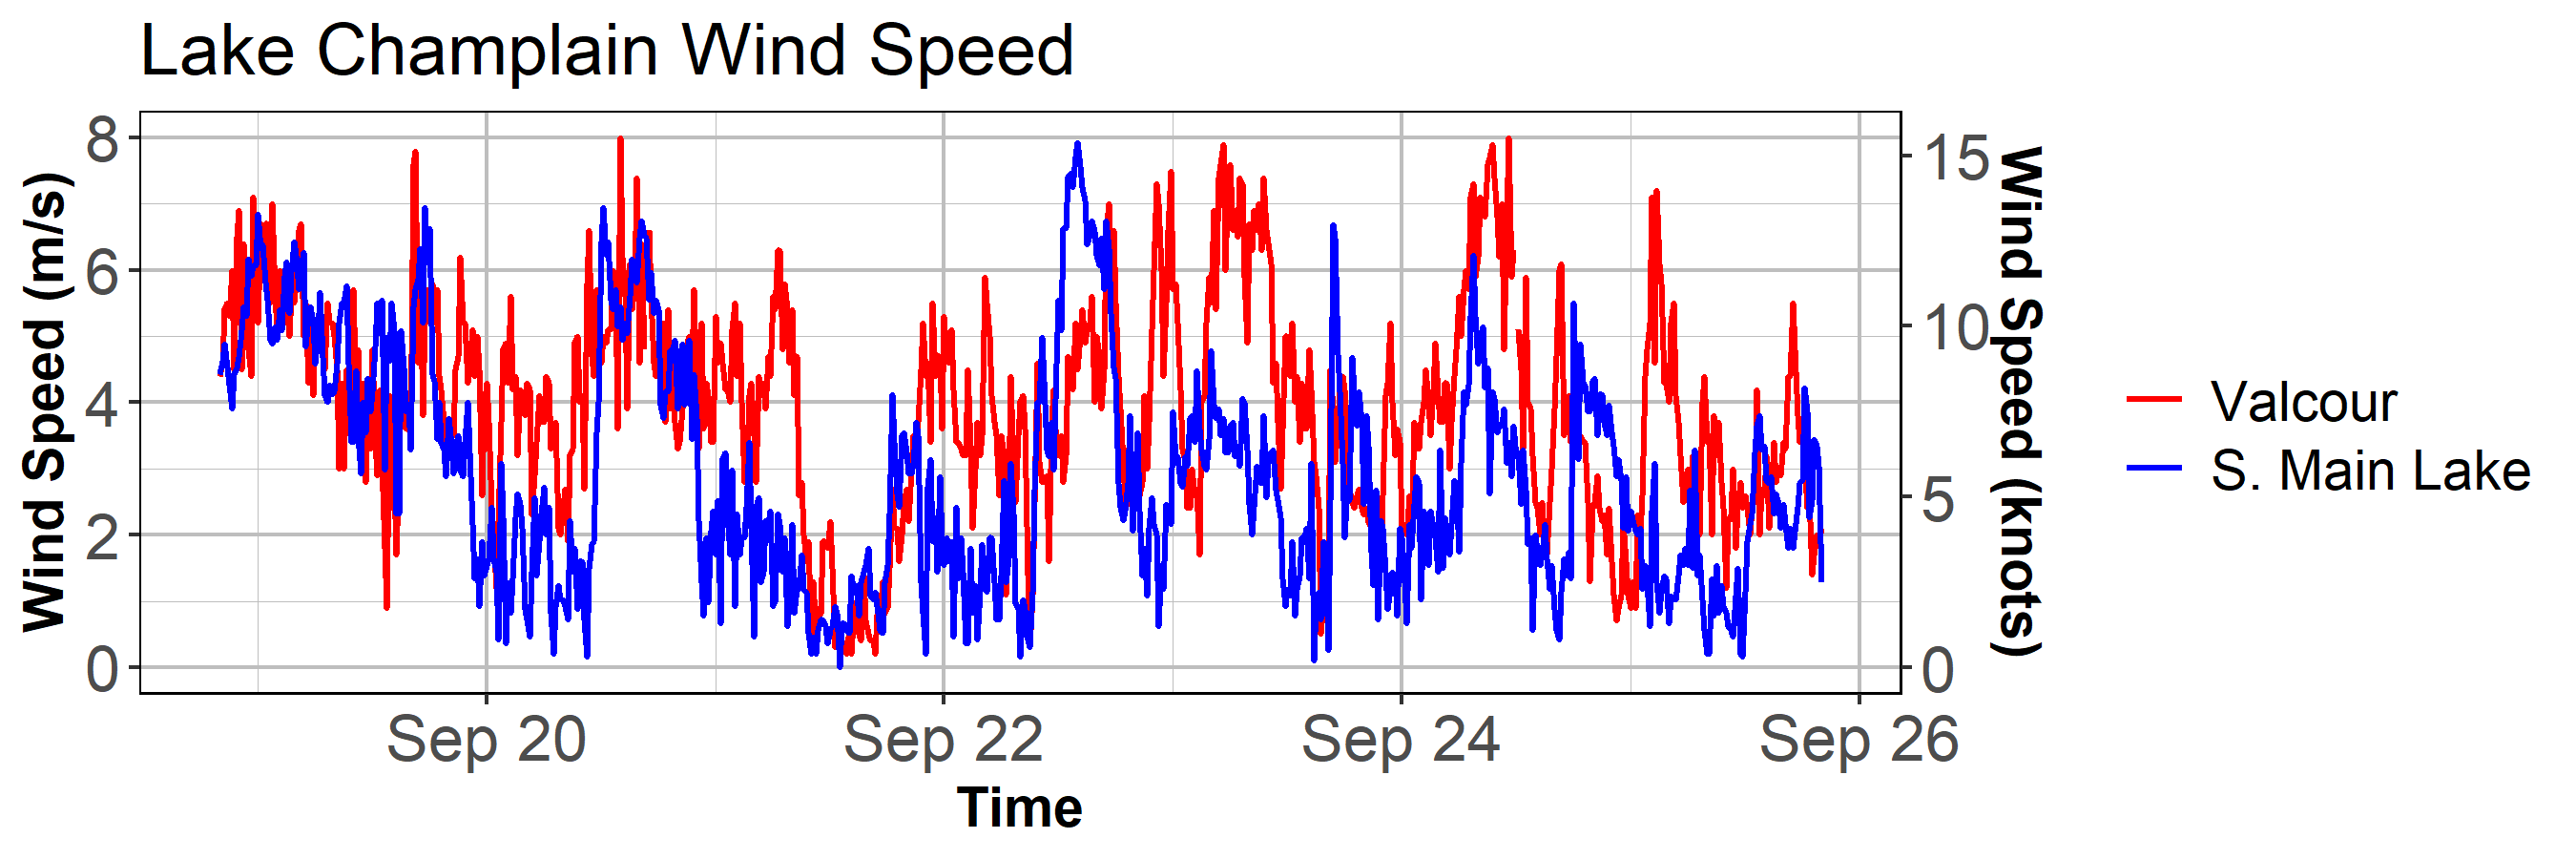 Lake Champlain Wind Speed
Wind Speed (m/s)
8
6
4
2
0
15
10
5
0
Wind Speed (knots)
Sep 20
Sep 22
Sep 24
Sep 26
Time
Valcour
S. Main Lake